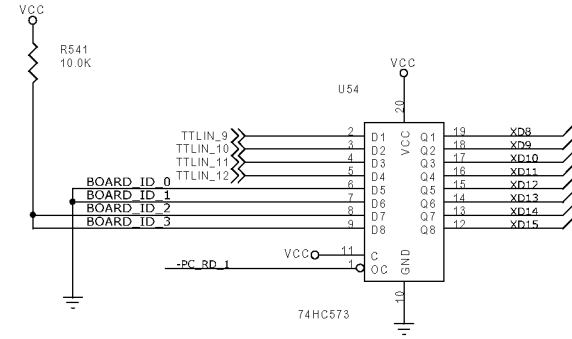 VCC
R541
10.0K
VCC
U54
20
TTLIN_9 2 D1 VCC Q1 19 XD8
TTLIN_10 3 D2 Q2 18 XD9
TTLIN_11 4 D3 Q3 17 XD10
TTLIN_12 5 D4 Q4 16 XD11
BOARD_ID_0 6 D5 Q5 15 XD12
BOARD_ID_1 7 D6 Q6 14 XD13
BOARD_ID_2 8 D7 Q7 13 XD14
BOARD_ID_3 9 D8 Q8 12 XD15
VCC 11 C GND
-PC_RD_1 1 OC
10
74HC573